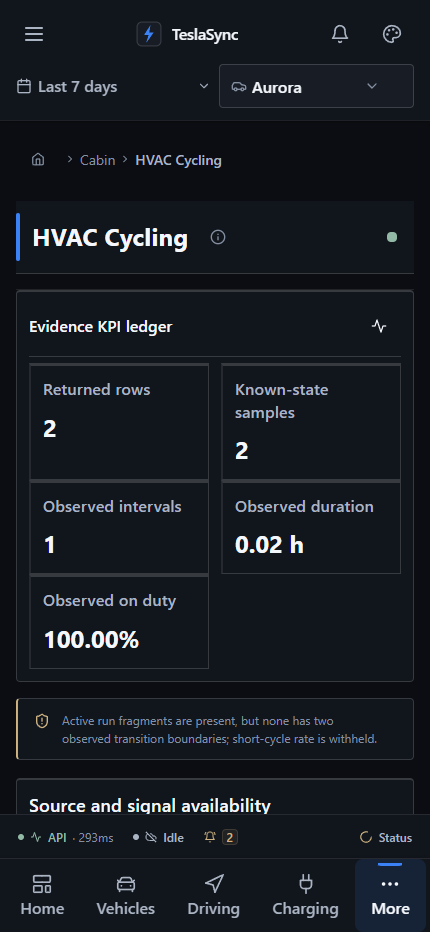 TeslaSync
Last 7 days
Aurora
Cabin
HVAC Cycling
HVAC Cycling
Evidence KPI ledger
Returned rows
2
Known-state
samples
2
Observed intervals
1
Observed duration
0.02 h
Observed on duty
100.00%
Active run fragments are present, but none has two
observed transition boundaries; short-cycle rate is withheld.
Source and signal availability
API · 293ms
Idle
2
Status
Home
Vehicles
Driving
Charging
More